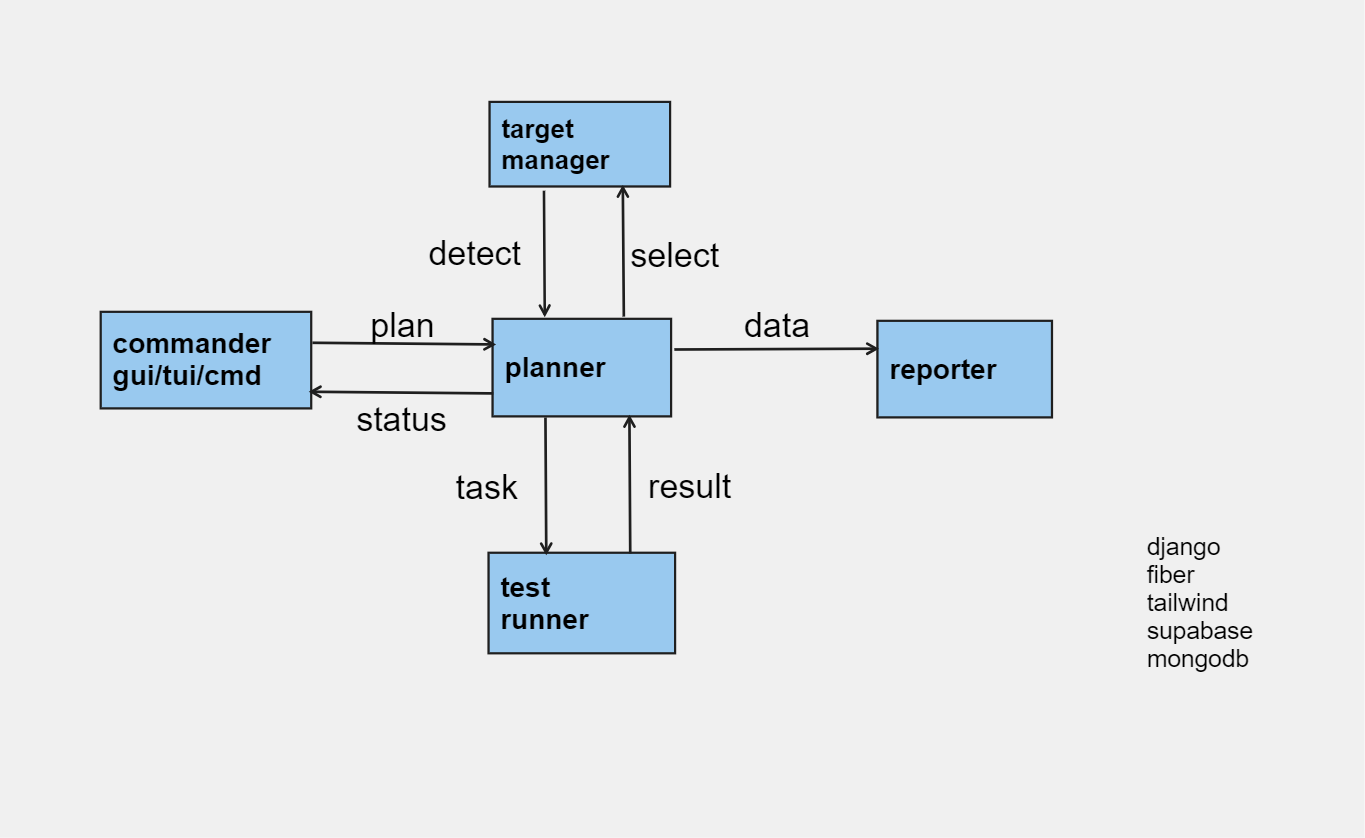 target
manager
detect
select
commander
gui/tui/cmd
plan
status
planner
data
reporter
task
result
test
runner
django
fiber
tailwind
supabase
mongodb